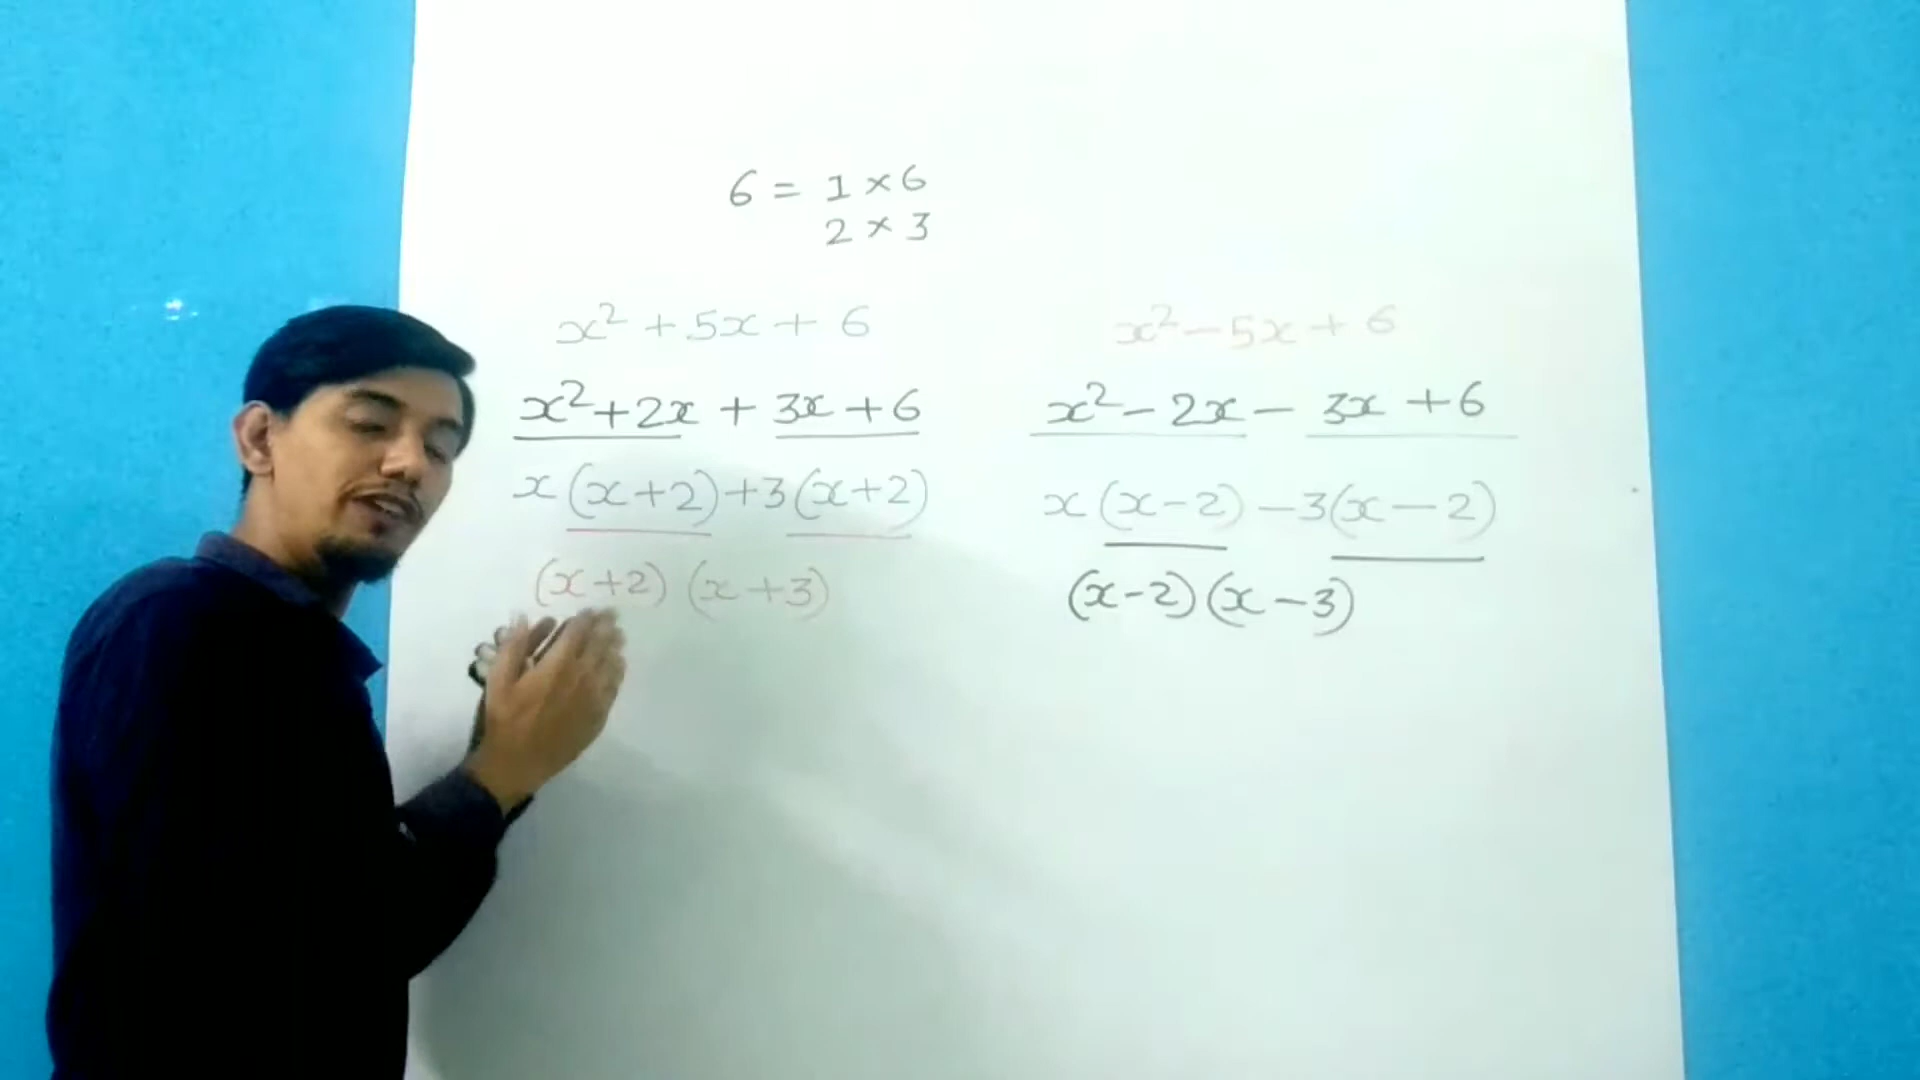 6 = 1 × 6
2 × 3
x² + 5x + 6
x² + 2x + 3x + 6
x (x + 2) + 3 (x + 2)
(x + 2) (x + 3)
x² − 5x + 6
x² − 2x − 3x + 6
x (x − 2) − 3 (x − 2)
(x − 2) (x − 3)